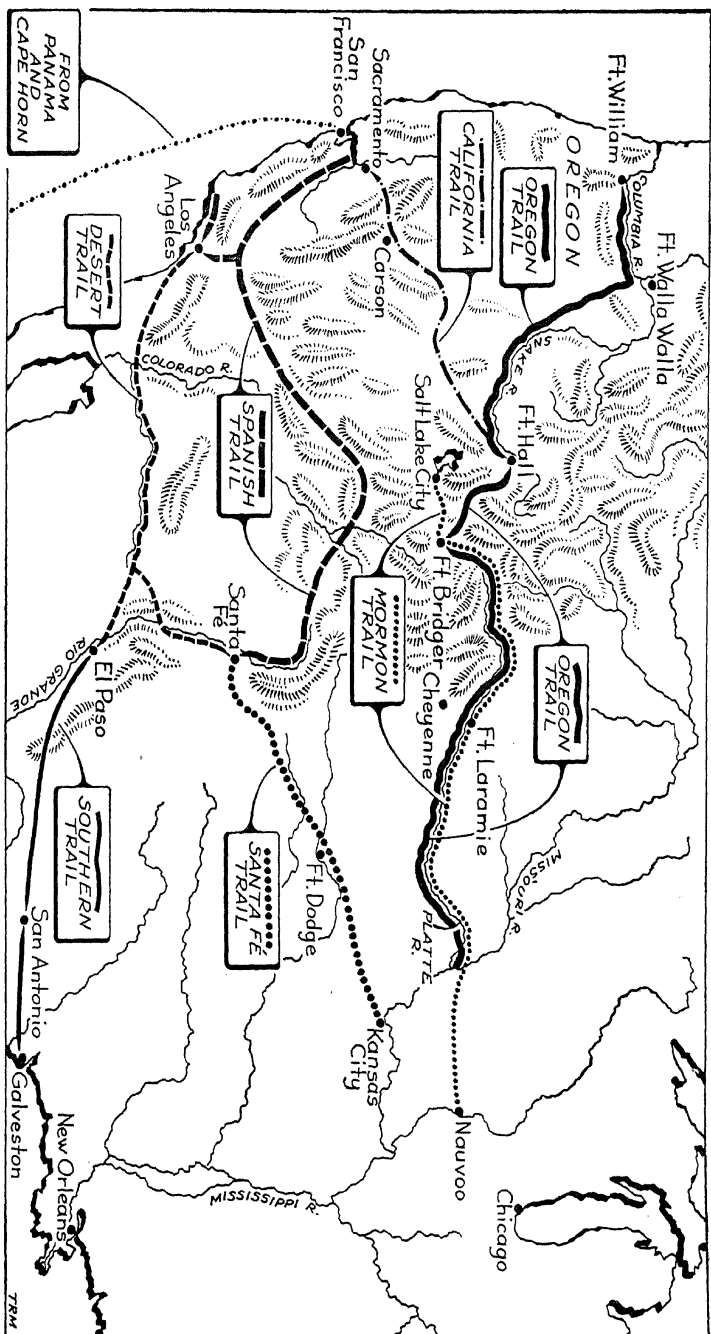 Ft. William
COLUMBIA R.
Ft. Walla Walla
OREGON
OREGON
TRAIL
SNAKE R.
CALIFORNIA
TRAIL
Sacramento
San
Francisco
Carson
Ft. Hall
Salt Lake City
Ft. Bridger
MORMON
TRAIL
Cheyenne
Ft. Laramie
OREGON
TRAIL
MISSOURI R.
PLATTE
R.
Nauvoo
Chicago
FROM
PANAMA
AND
CAPE HORN
Los
Angeles
DESERT
TRAIL
COLORADO R.
SPANISH
TRAIL
Santa
Fé
SANTA FÉ
TRAIL
Ft. Dodge
Kansas
City
RIO GRANDE
El Paso
SOUTHERN
TRAIL
San Antonio
Galveston
New Orleans
MISSISSIPPI R.
TRM